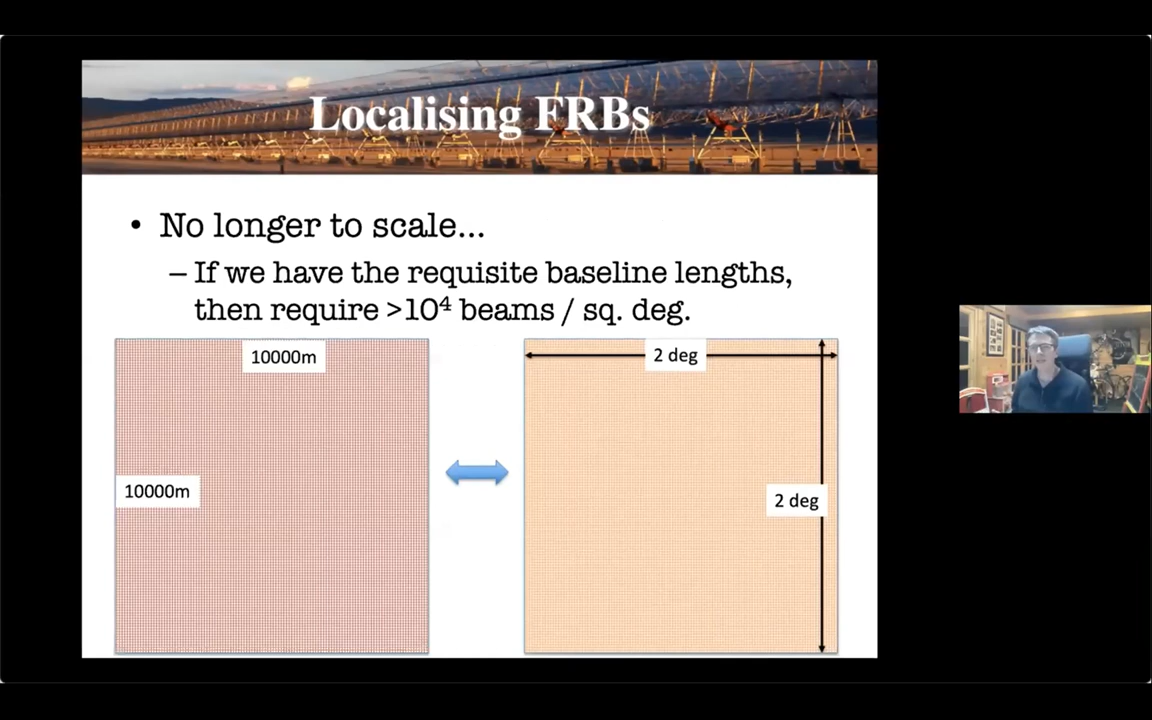 Localising FRBs
• No longer to scale...
– If we have the requisite baseline lengths,
then require >10⁴ beams / sq. deg.
10000m
2 deg
10000m
2 deg